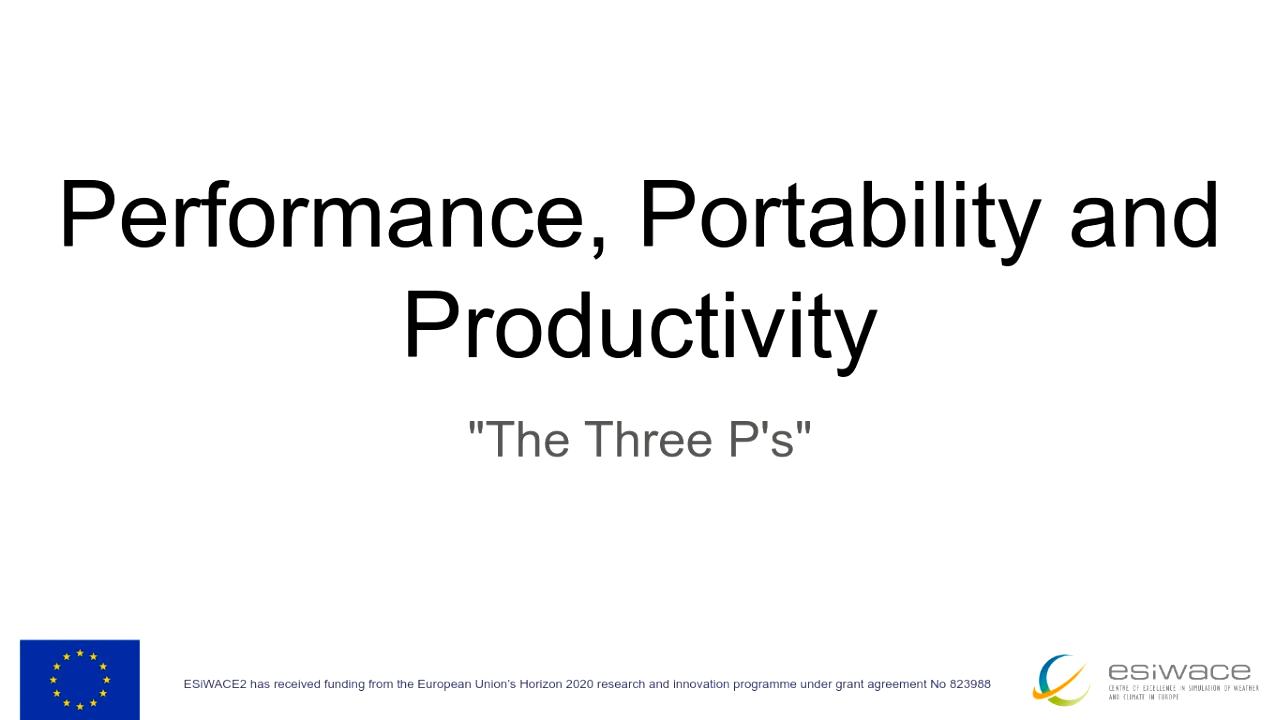 Performance, Portability and
Productivity
"The Three P's"
ESiWACE2 has received funding from the European Union's Horizon 2020 research and innovation programme under grant agreement No 823988
esiwace
CENTRE OF EXCELLENCE IN SIMULATION OF WEATHER
AND CLIMATE IN EUROPE